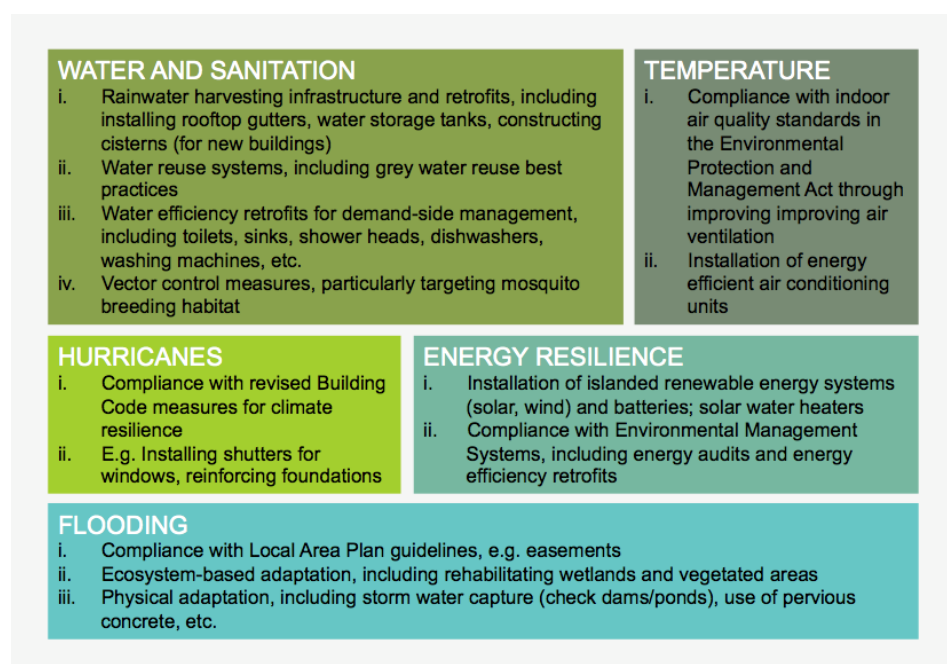 WATER AND SANITATION
i. Rainwater harvesting infrastructure and retrofits, including
installing rooftop gutters, water storage tanks, constructing
cisterns (for new buildings)
ii. Water reuse systems, including grey water reuse best
practices
iii. Water efficiency retrofits for demand-side management,
including toilets, sinks, shower heads, dishwashers,
washing machines, etc.
iv. Vector control measures, particularly targeting mosquito
breeding habitat
TEMPERATURE
i. Compliance with indoor
air quality standards in
the Environmental
Protection and
Management Act through
improving improving air
ventilation
ii. Installation of energy
efficient air conditioning
units
HURRICANES
i. Compliance with revised Building
Code measures for climate
resilience
ii. E.g. Installing shutters for
windows, reinforcing foundations
ENERGY RESILIENCE
i. Installation of islanded renewable energy systems
(solar, wind) and batteries; solar water heaters
ii. Compliance with Environmental Management
Systems, including energy audits and energy
efficiency retrofits
FLOODING
i. Compliance with Local Area Plan guidelines, e.g. easements
ii. Ecosystem-based adaptation, including rehabilitating wetlands and vegetated areas
iii. Physical adaptation, including storm water capture (check dams/ponds), use of pervious
concrete, etc.